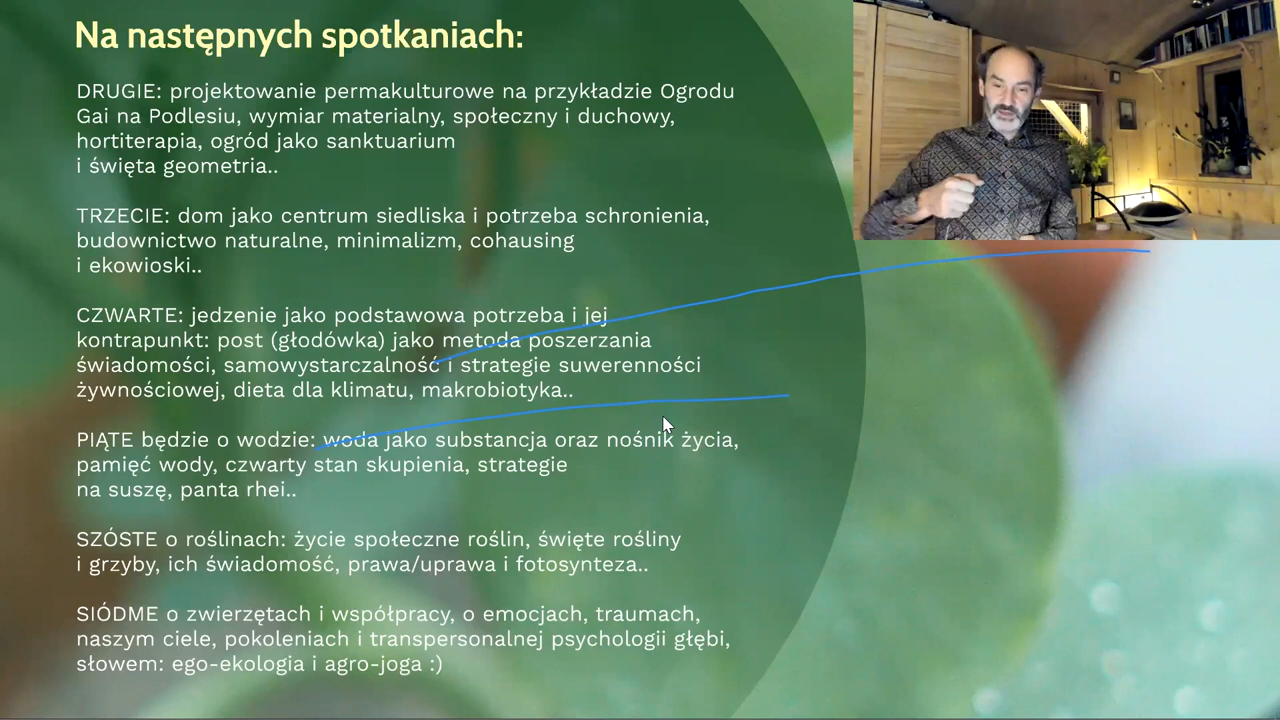 Na następnych spotkaniach:
DRUGIE: projektowanie permakulturowe na przykładzie Ogrodu
Gai na Podlesiu, wymiar materialny, społeczny i duchowy,
hortiterapia, ogród jako sanktuarium
i święta geometria..
TRZECIE: dom jako centrum siedliska i potrzeba schronienia,
budownictwo naturalne, minimalizm, cohausing
i ekowioski..
CZWARTE: jedzenie jako podstawowa potrzeba i jej
kontrapunkt: post (głodówka) jako metoda poszerzania
świadomości, samowystarczalność i strategie suwerenności
żywnościowej, dieta dla klimatu, makrobiotyka..
PIĄTE będzie o wodzie: woda jako substancja oraz nośnik życia,
pamięć wody, czwarty stan skupienia, strategie
na suszę, panta rhei..
SZÓSTE o roślinach: życie społeczne roślin, święte rośliny
i grzyby, ich świadomość, prawa/uprawa i fotosynteza..
SIÓDME o zwierzętach i współpracy, o emocjach, traumach,
naszym ciele, pokoleniach i transpersonalnej psychologii głębi,
słowem: ego-ekologia i agro-joga :)